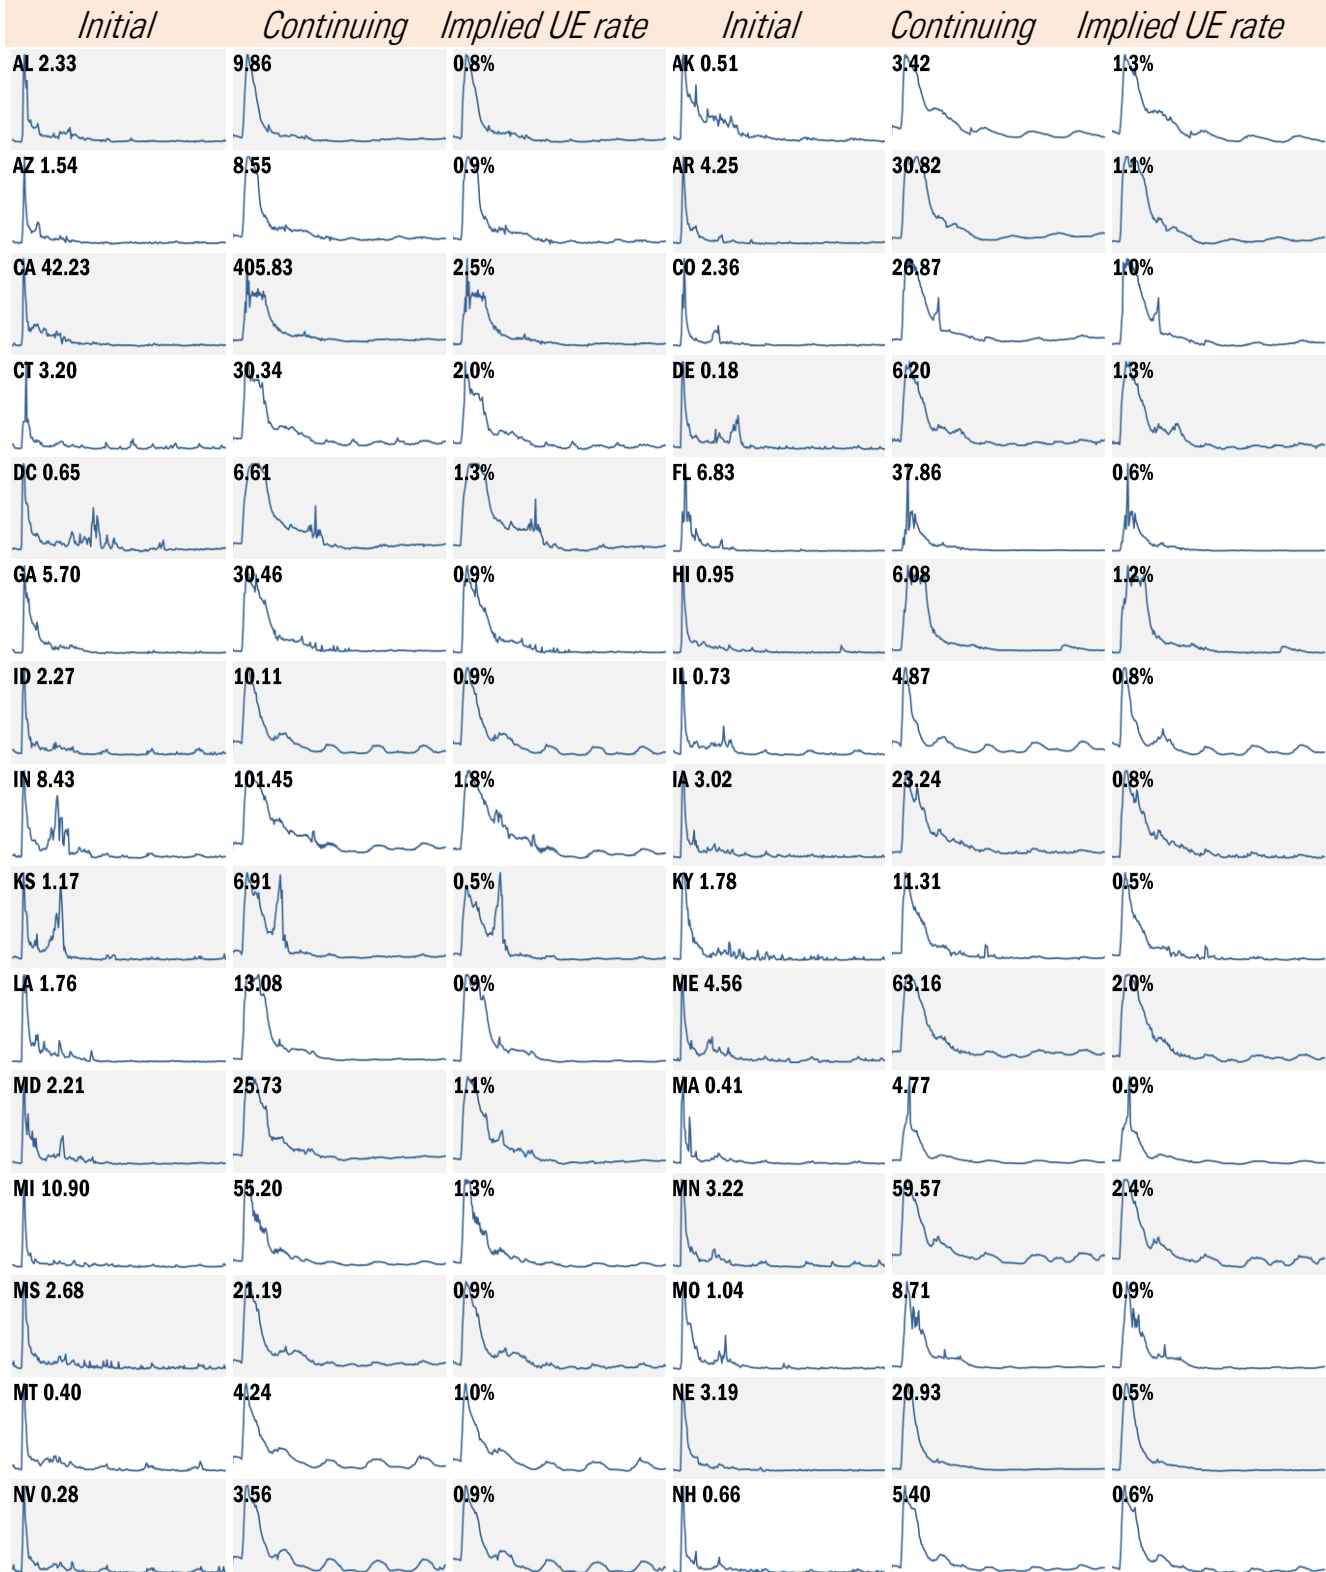 Initial Continuing Implied UE rate Initial Continuing Implied UE rate
AL 2.33 9.86 0.8% AK 0.51 3.42 1.3%
AZ 1.54 8.55 0.9% AR 4.25 30.82 1.1%
CA 42.23 405.83 2.5% CO 2.36 26.87 1.0%
CT 3.20 30.34 2.0% DE 0.18 6.20 1.3%
DC 0.65 6.61 1.3% FL 6.83 37.86 0.6%
GA 5.70 30.46 0.9% HI 0.95 6.08 1.2%
ID 2.27 10.11 0.9% IL 0.73 4.87 0.8%
IN 8.43 101.45 1.8% IA 3.02 23.24 0.8%
KS 1.17 6.91 0.5% KY 1.78 11.31 0.5%
LA 1.76 13.08 0.9% ME 4.56 63.16 2.0%
MD 2.21 25.73 1.1% MA 0.41 4.77 0.9%
MI 10.90 55.20 1.3% MN 3.22 59.57 2.4%
MS 2.68 21.19 0.9% MO 1.04 8.71 0.9%
MT 0.40 4.24 1.0% NE 3.19 20.93 0.5%
NV 0.28 3.56 0.9% NH 0.66 5.40 0.6%